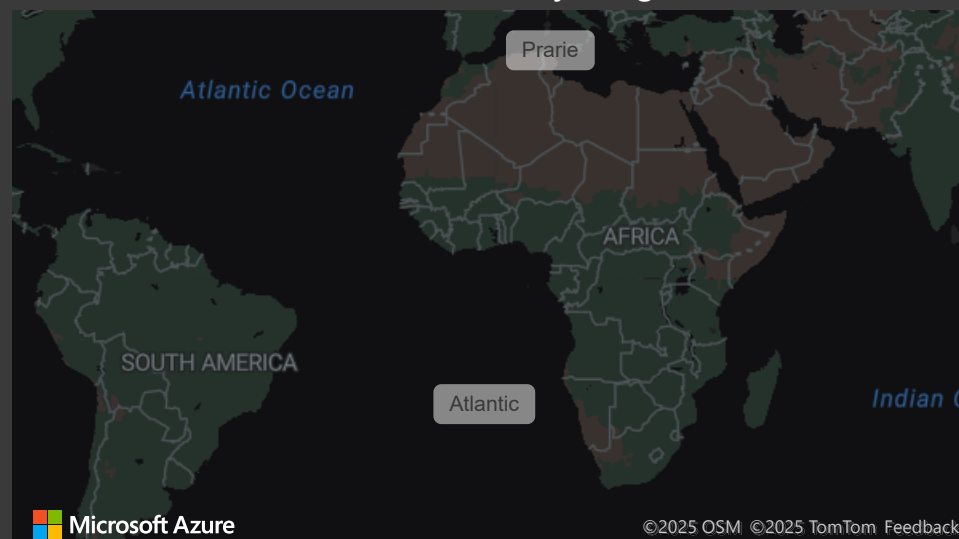 Prarie
Atlantic Ocean
AFRICA
SOUTH AMERICA
Atlantic
Indian
Microsoft Azure
©2025 OSM ©2025 TomTom Feedback